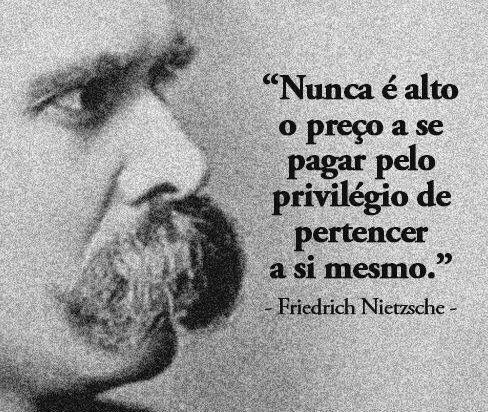 “Nunca é alto
o preço a se
pagar pelo
privilégio de
pertencer
a si mesmo.”
- Friedrich Nietzsche -